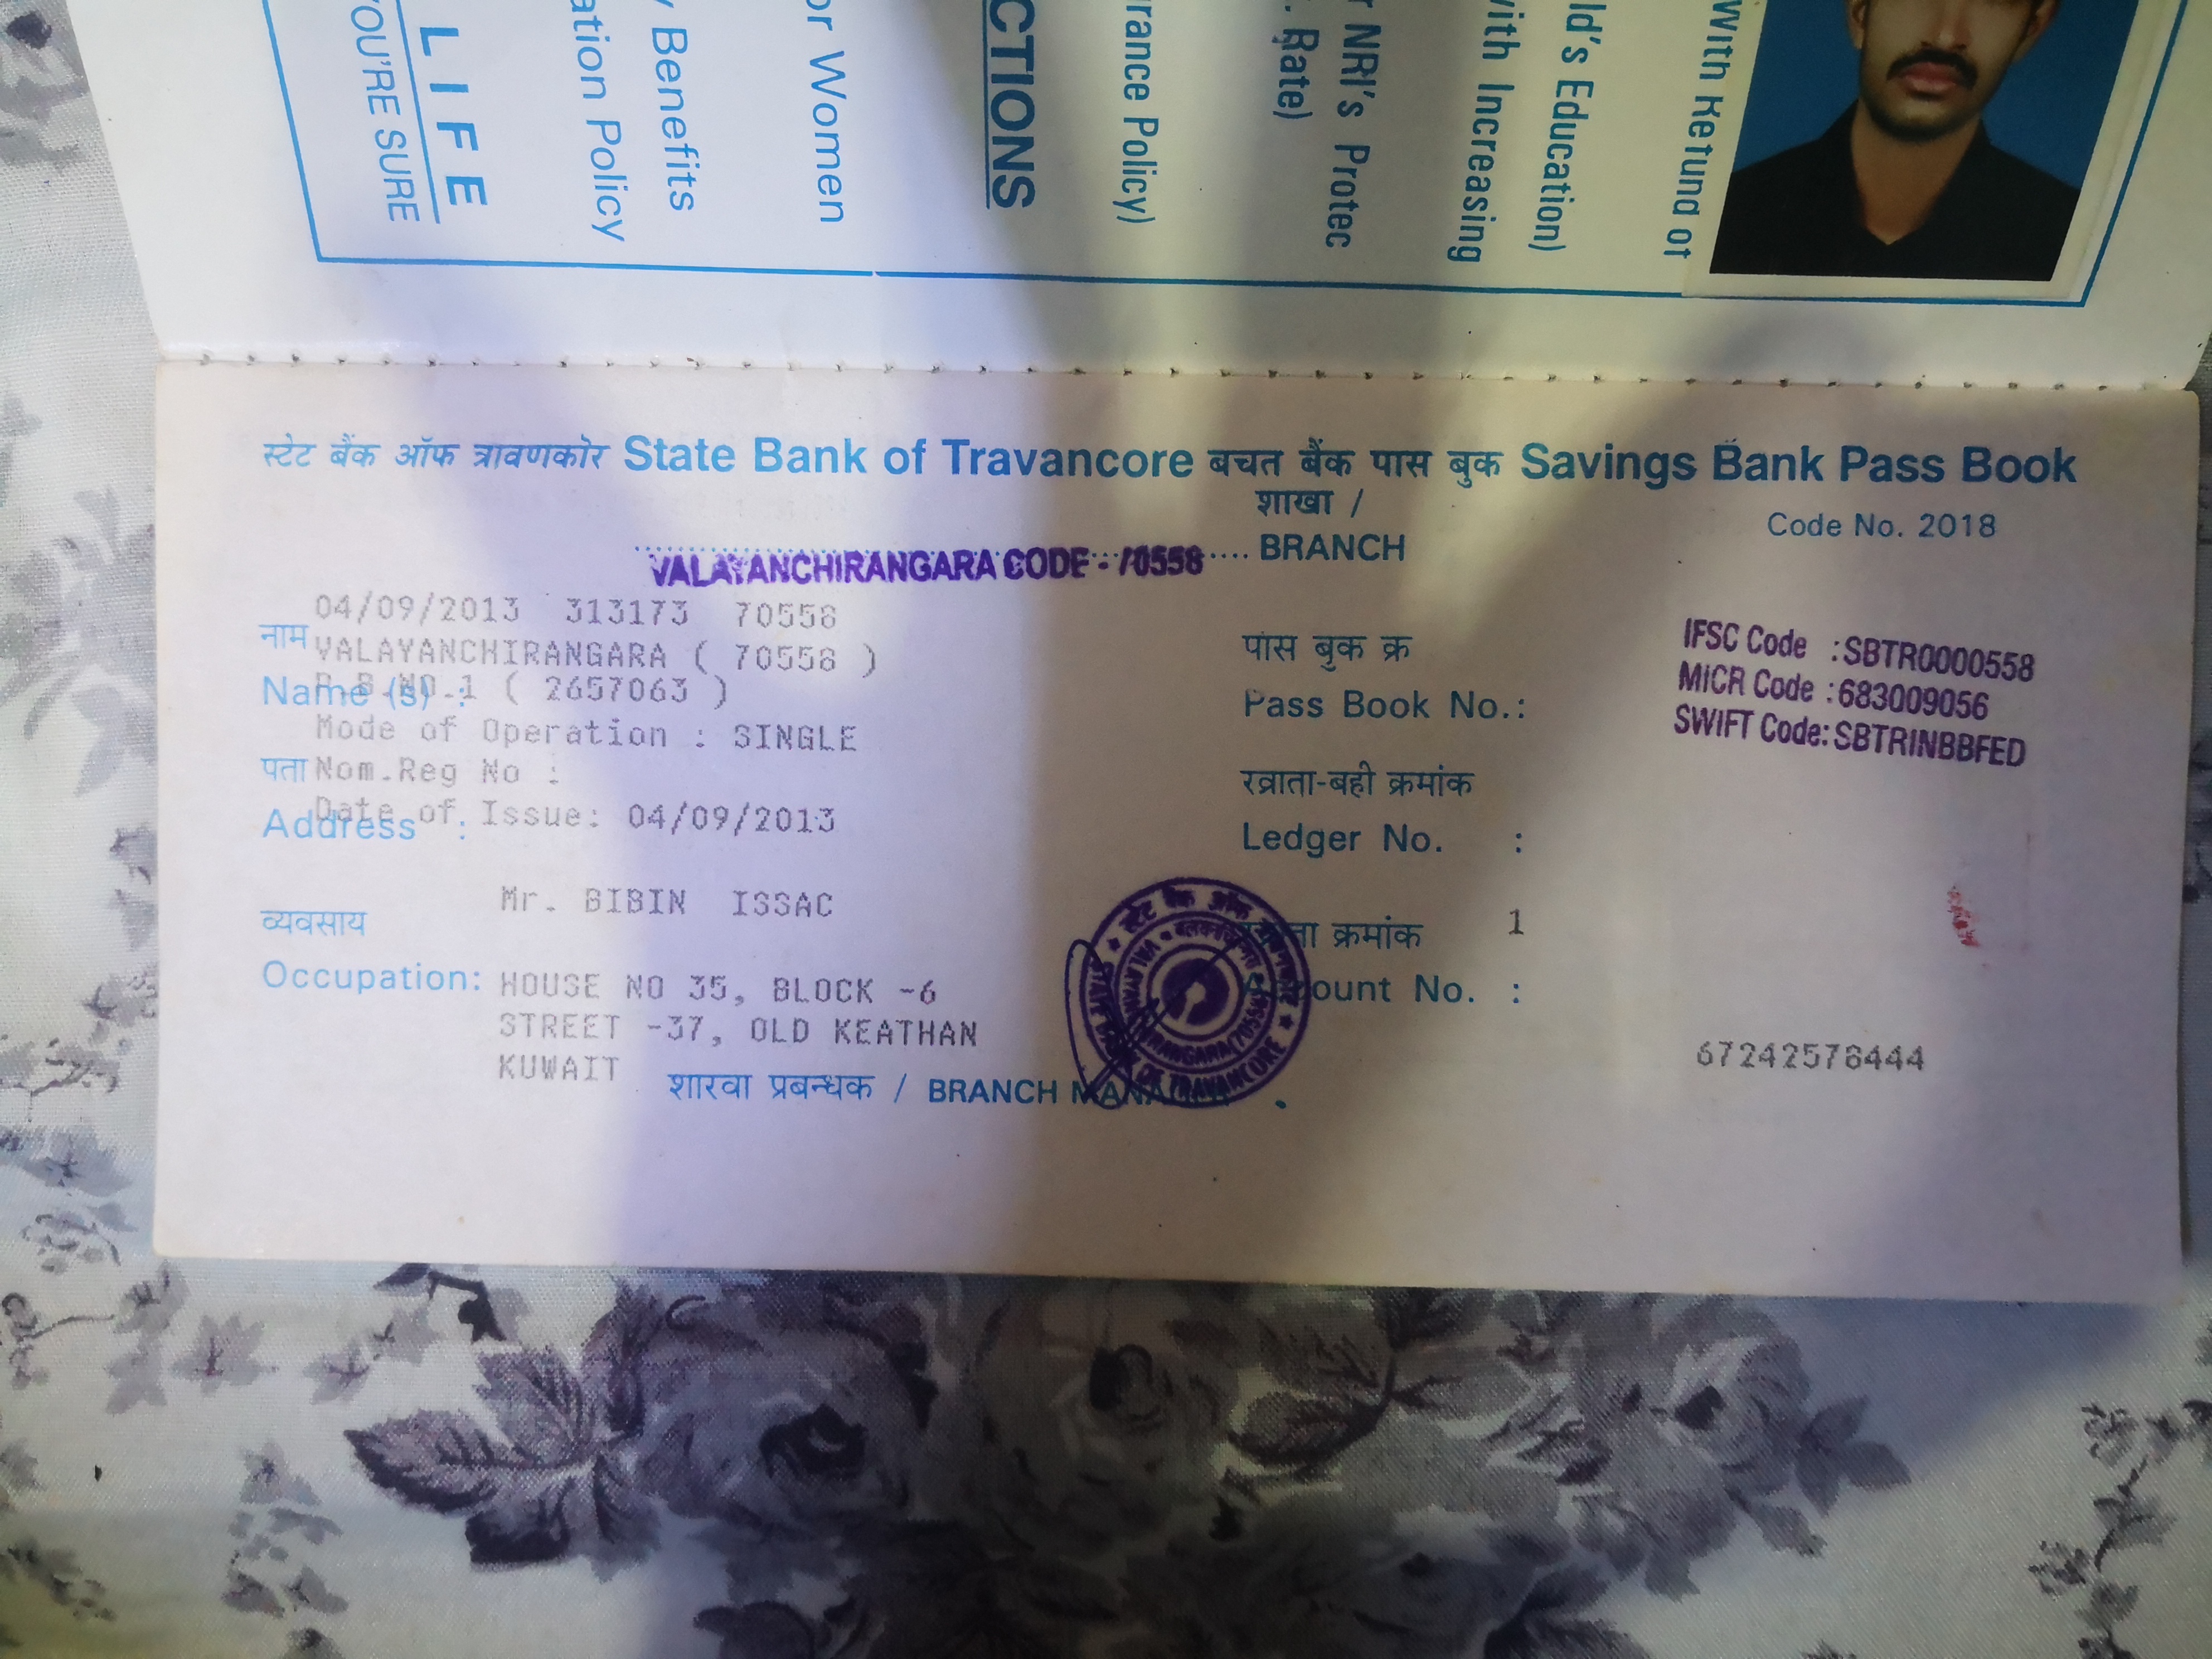 LIFE
YOU'RE SURE
ation Policy
y Benefits
or Women
CTIONS
rance Policy)
. Rate)
r NRI's Protec
with Increasing
ld's Education)
with Refund of
स्टेट बैंक ऑफ त्रावणकोर State Bank of Travancore बचत बैंक पास बुक Savings Bank Pass Book
शाखा /
Code No. 2018
VALAYANCHIRANGARA CODE - 70558 BRANCH
04/09/2013 313173 70558
नाम VALAYANCHIRANGARA ( 70558 )
Name (s) : P.B.NO.1 ( 2657063 )
Mode of Operation : SINGLE
पता Nom.Reg No :
Address : Date of Issue: 04/09/2013
पास बुक क्र
Pass Book No.:
IFSC Code :SBTR0000558
MICR Code :683009056
SWIFT Code:SBTRINBBFED
खाता-बही क्रमांक
Ledger No. :
Mr. BIBIN ISSAC
व्यवसाय
Occupation: HOUSE NO 35, BLOCK -6
STREET -37, OLD KEATHAN
KUWAIT
क्रमांक 1
Account No. :
67242578444
शारवा प्रबन्धक / BRANCH
STATE BANK OF TRAVANCORE